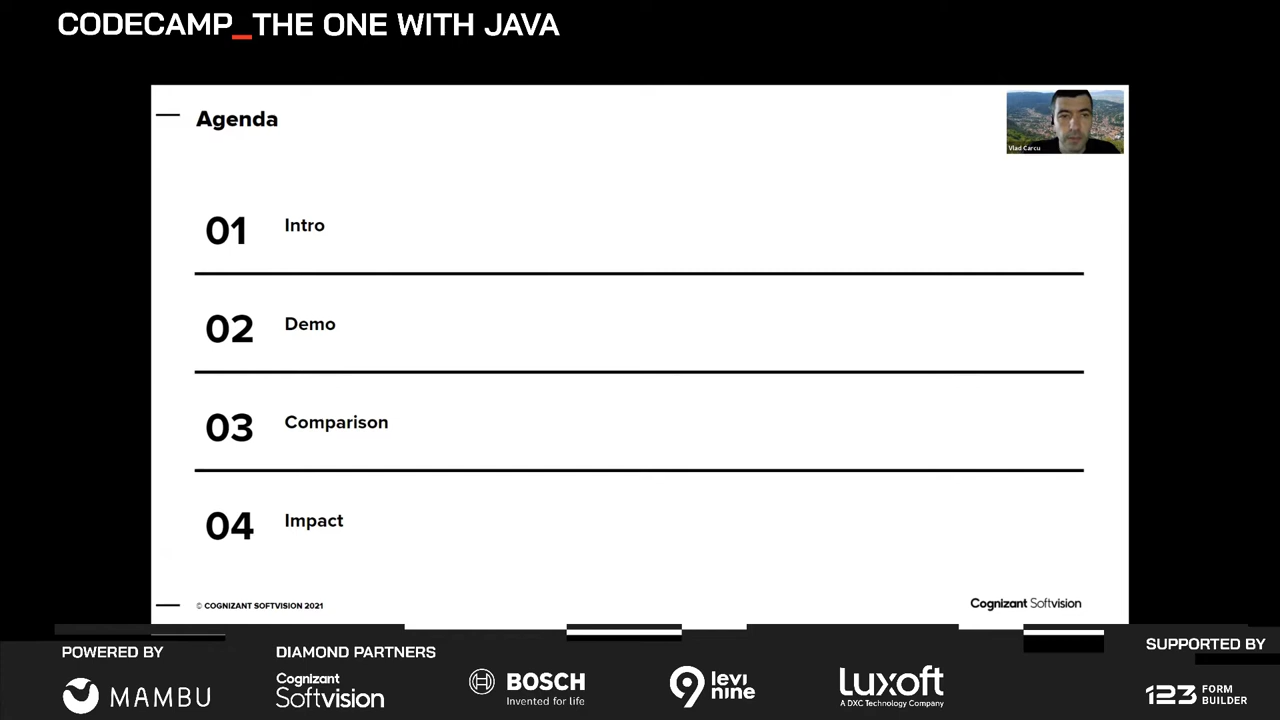 CODECAMP_THE ONE WITH JAVA
Agenda
Vlad Carcu
01 Intro
02 Demo
03 Comparison
04 Impact
© COGNIZANT SOFTVISION 2021
Cognizant Softvision
POWERED BY
MAMBU
DIAMOND PARTNERS
Cognizant
Softvision
BOSCH
Invented for life
9 levi
nine
Luxoft
A DXC Technology Company
SUPPORTED BY
123 FORM
BUILDER